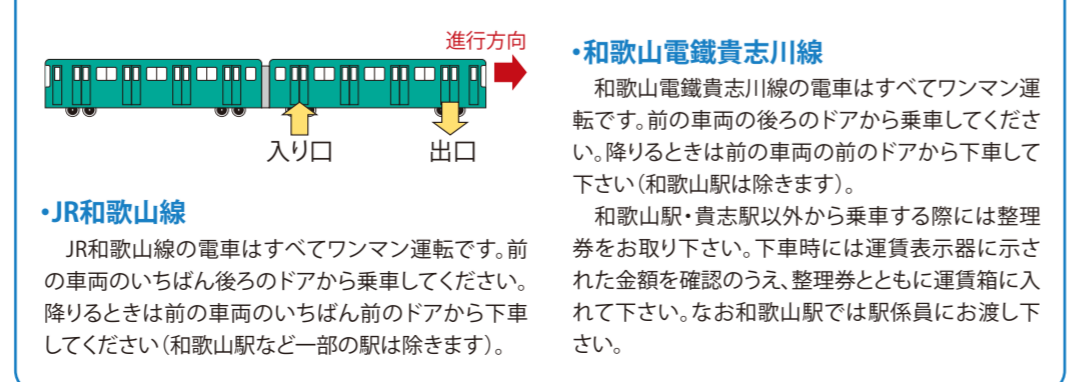 進行方向
入り口
出口
・JR和歌山線
　JR和歌山線の電車はすべてワンマン運転です。前
の車両のいちばん後ろのドアから乗車してください。
降りるときは前の車両のいちばん前のドアから下車
してください（和歌山駅など一部の駅は除きます）。
・和歌山電鐵貴志川線
　和歌山電鐵貴志川線の電車はすべてワンマン運
転です。前の車両の後ろのドアから乗車してくださ
い。降りるときは前の車両の前のドアから下車して
下さい（和歌山駅は除きます）。
　和歌山駅・貴志駅以外から乗車する際には整理
券をお取り下さい。下車時には運賃表示器に示さ
れた金額を確認のうえ、整理券とともに運賃箱に入
れて下さい。なお和歌山駅では駅係員にお渡し下
さい。